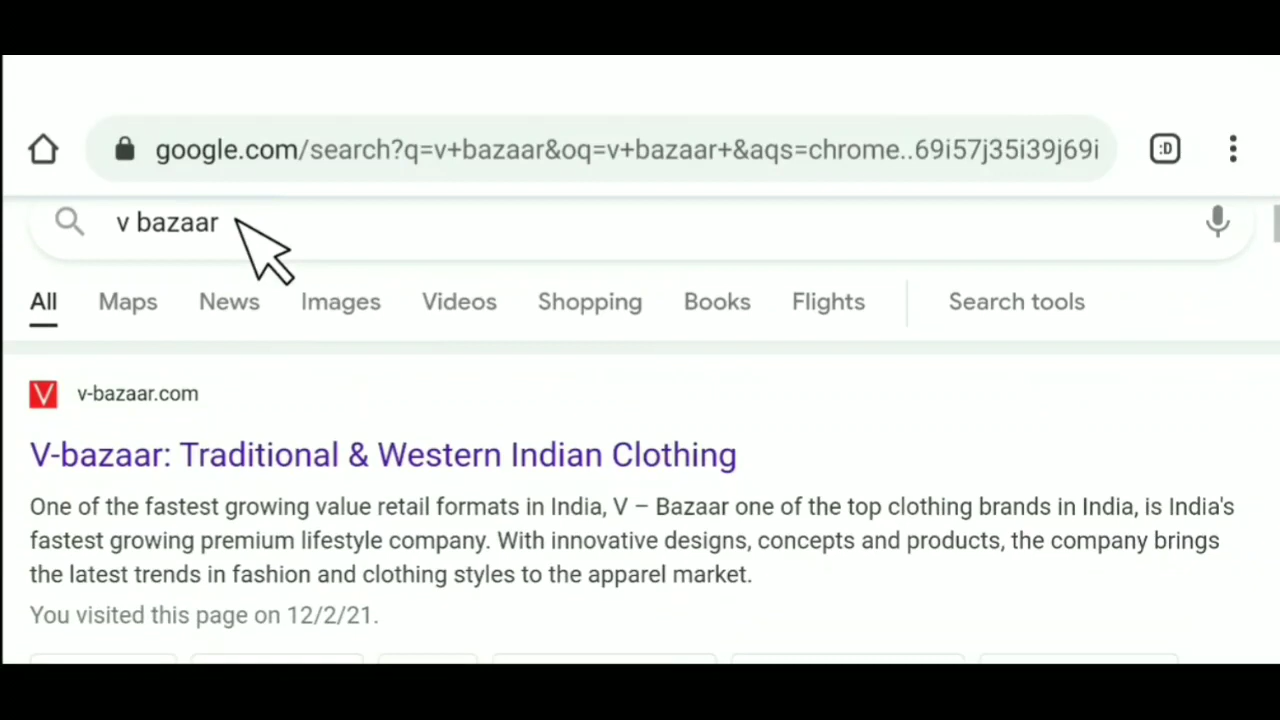 google.com/search?q=v+bazaar&oq=v+bazaar+&aqs=chrome..69i57j35i39j69i
:D
v bazaar
All Maps News Images Videos Shopping Books Flights Search tools
V v-bazaar.com
V-bazaar: Traditional & Western Indian Clothing
One of the fastest growing value retail formats in India, V – Bazaar one of the top clothing brands in India, is India's
fastest growing premium lifestyle company. With innovative designs, concepts and products, the company brings
the latest trends in fashion and clothing styles to the apparel market.
You visited this page on 12/2/21.